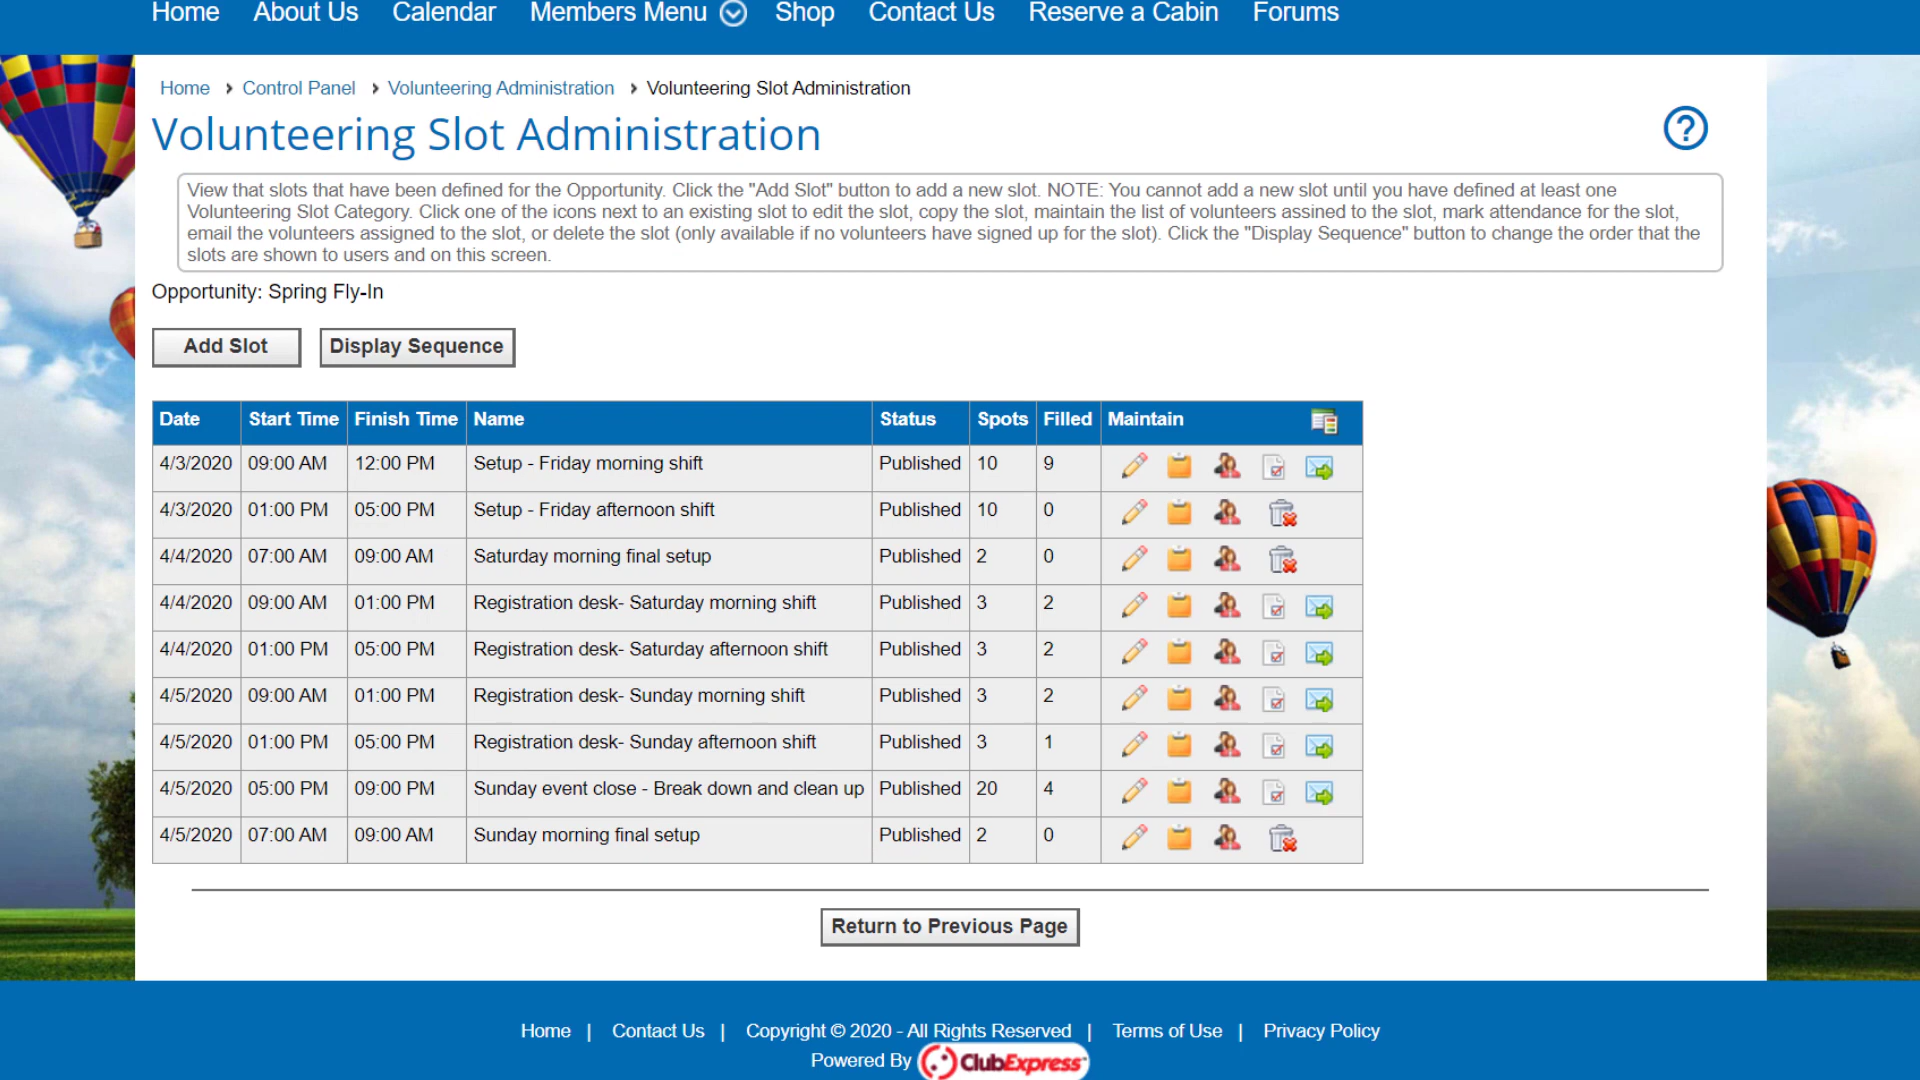 Home About Us Calendar Members Menu Shop Contact Us Reserve a Cabin Forums
Home Control Panel Volunteering Administration Volunteering Slot Administration
Volunteering Slot Administration
View that slots that have been defined for the Opportunity. Click the "Add Slot" button to add a new slot. NOTE: You cannot add a new slot until you have defined at least one
Volunteering Slot Category. Click one of the icons next to an existing slot to edit the slot, copy the slot, maintain the list of volunteers assined to the slot, mark attendance for the slot,
email the volunteers assigned to the slot, or delete the slot (only available if no volunteers have signed up for the slot). Click the "Display Sequence" button to change the order that the
slots are shown to users and on this screen.
Opportunity: Spring Fly-In
Add Slot Display Sequence
Date Start Time Finish Time Name Status Spots Filled Maintain
4/3/2020 09:00 AM 12:00 PM Setup - Friday morning shift Published 10 9
4/3/2020 01:00 PM 05:00 PM Setup - Friday afternoon shift Published 10 0
4/4/2020 07:00 AM 09:00 AM Saturday morning final setup Published 2 0
4/4/2020 09:00 AM 01:00 PM Registration desk- Saturday morning shift Published 3 2
4/4/2020 01:00 PM 05:00 PM Registration desk- Saturday afternoon shift Published 3 2
4/5/2020 09:00 AM 01:00 PM Registration desk- Sunday morning shift Published 3 2
4/5/2020 01:00 PM 05:00 PM Registration desk- Sunday afternoon shift Published 3 1
4/5/2020 05:00 PM 09:00 PM Sunday event close - Break down and clean up Published 20 4
4/5/2020 07:00 AM 09:00 AM Sunday morning final setup Published 2 0
Return to Previous Page
Home | Contact Us | Copyright © 2020 - All Rights Reserved | Terms of Use | Privacy Policy
Powered By ClubExpress